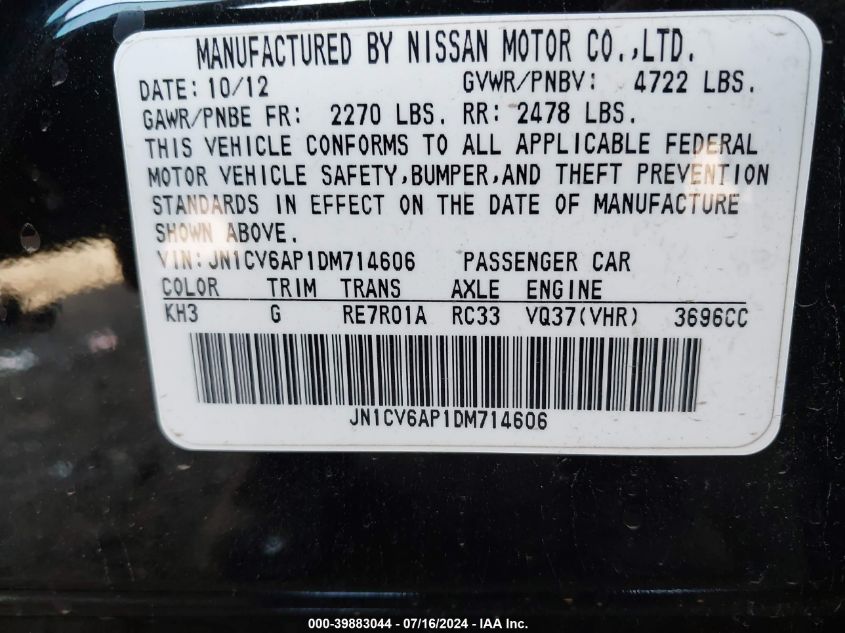 MANUFACTURED BY NISSAN MOTOR CO.,LTD.
DATE: 10/12 GVWR/PNBV: 4722 LBS.
GAWR/PNBE FR: 2270 LBS. RR: 2478 LBS.
THIS VEHICLE CONFORMS TO ALL APPLICABLE FEDERAL
MOTOR VEHICLE SAFETY,BUMPER,AND THEFT PREVENTION
STANDARDS IN EFFECT ON THE DATE OF MANUFACTURE
SHOWN ABOVE.
VIN:JN1CV6AP1DM714606 PASSENGER CAR
COLOR TRIM TRANS AXLE ENGINE
KH3 G RE7R01A RC33 VQ37(VHR) 3696CC
JN1CV6AP1DM714606
000-39883044 / 07/16/2024 - IAA Inc.